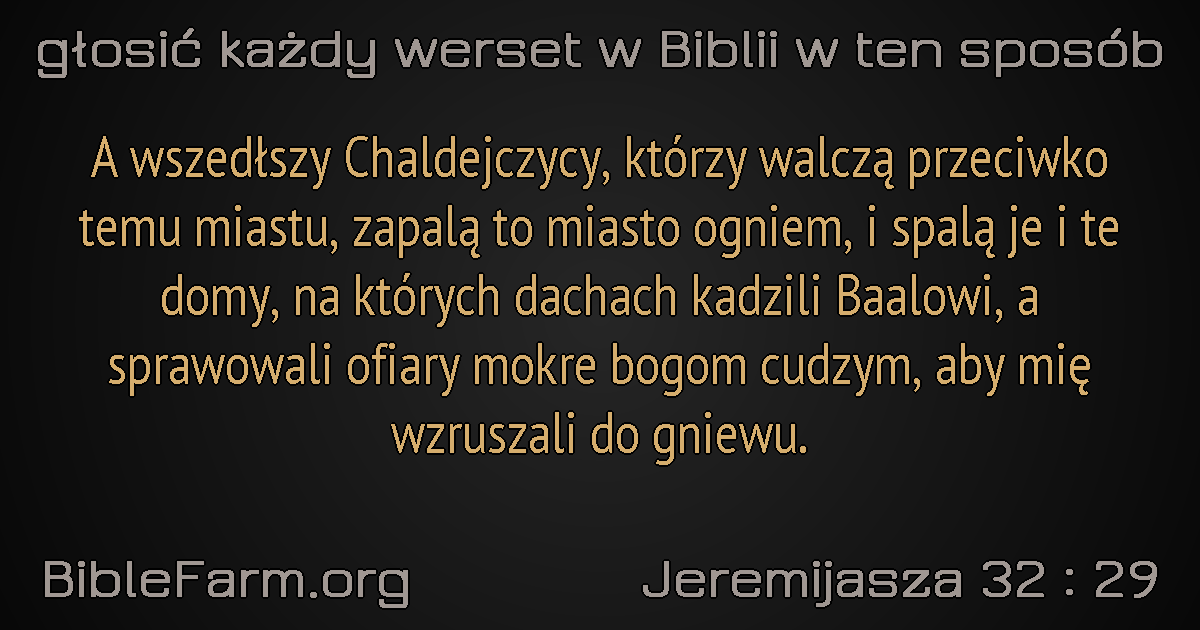 głosić każdy werset w Biblii w ten sposób
A wszedłszy Chaldejczycy, którzy walczą przeciwko
temu miastu, zapalą to miasto ogniem, i spalą je i te
domy, na których dachach kadzili Baalowi, a
sprawowali ofiary mokre bogom cudzym, aby mię
wzruszali do gniewu.
BibleFarm.org
Jeremijasza 32 : 29